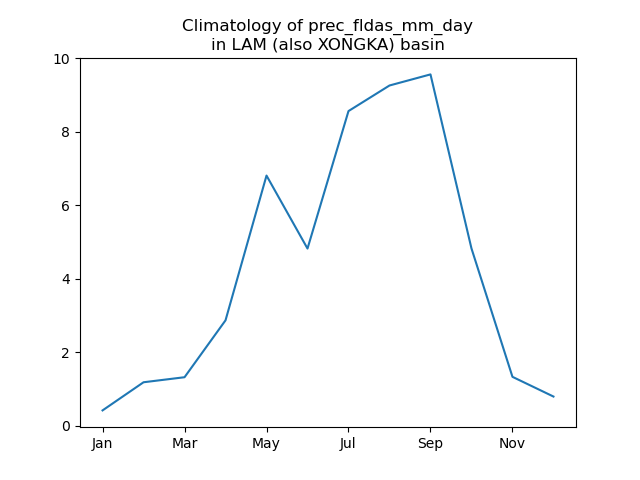 Climatology of prec_fldas_mm_day
in LAM (also XONGKA) basin
10
8
6
4
2
0
Jan
Mar
May
Jul
Sep
Nov